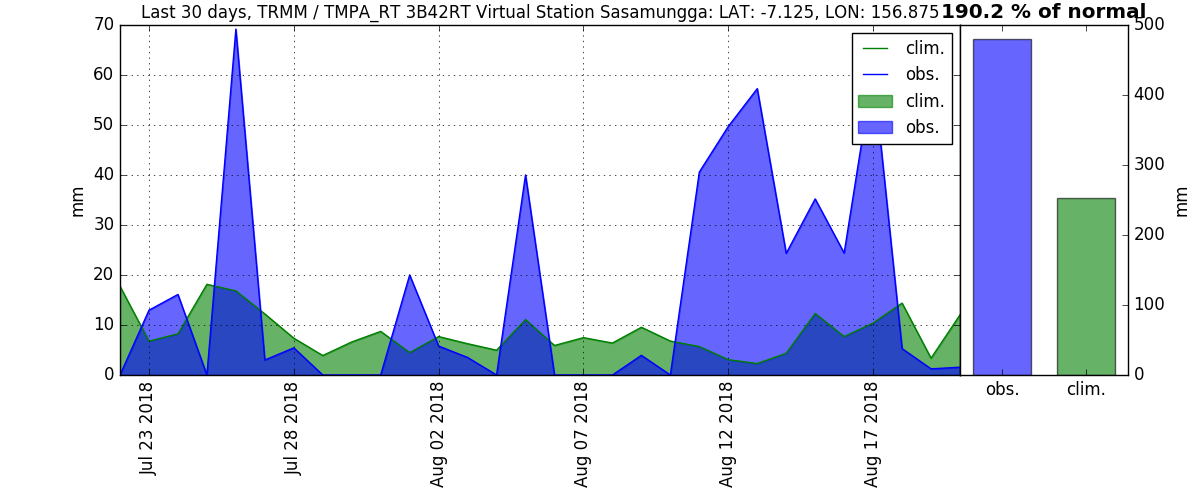 Last 30 days, TRMM / TMPA_RT 3B42RT Virtual Station Sasamungga: LAT: -7.125, LON: 156.875
190.2 % of normal
70
60
50
40
30
20
10
0
mm
clim.
obs.
clim.
obs.
Jul 23 2018
Jul 28 2018
Aug 02 2018
Aug 07 2018
Aug 12 2018
Aug 17 2018
500
400
300
200
100
0
mm
obs.
clim.